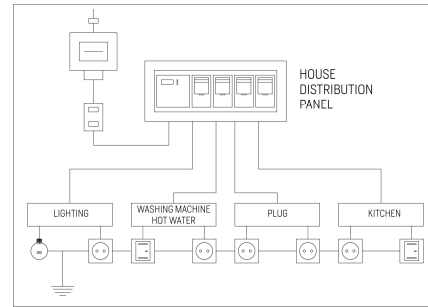 HOUSE
DISTRIBUTION
PANEL
LIGHTING
WASHING MACHINE
HOT WATER
PLUG
KITCHEN